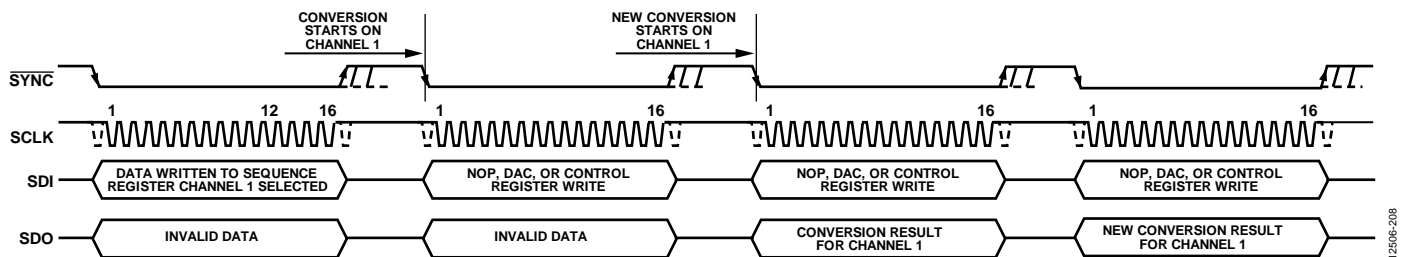 CONVERSION
STARTS ON
CHANNEL 1
NEW CONVERSION
STARTS ON
CHANNEL 1
SYNC
SCLK
1
12
16
1
16
1
16
1
16
SDI
DATA WRITTEN TO SEQUENCE
REGISTER CHANNEL 1 SELECTED
NOP, DAC, OR CONTROL
REGISTER WRITE
NOP, DAC, OR CONTROL
REGISTER WRITE
NOP, DAC, OR CONTROL
REGISTER WRITE
SDO
INVALID DATA
INVALID DATA
CONVERSION RESULT
FOR CHANNEL 1
NEW CONVERSION RESULT
FOR CHANNEL 1
12506-208